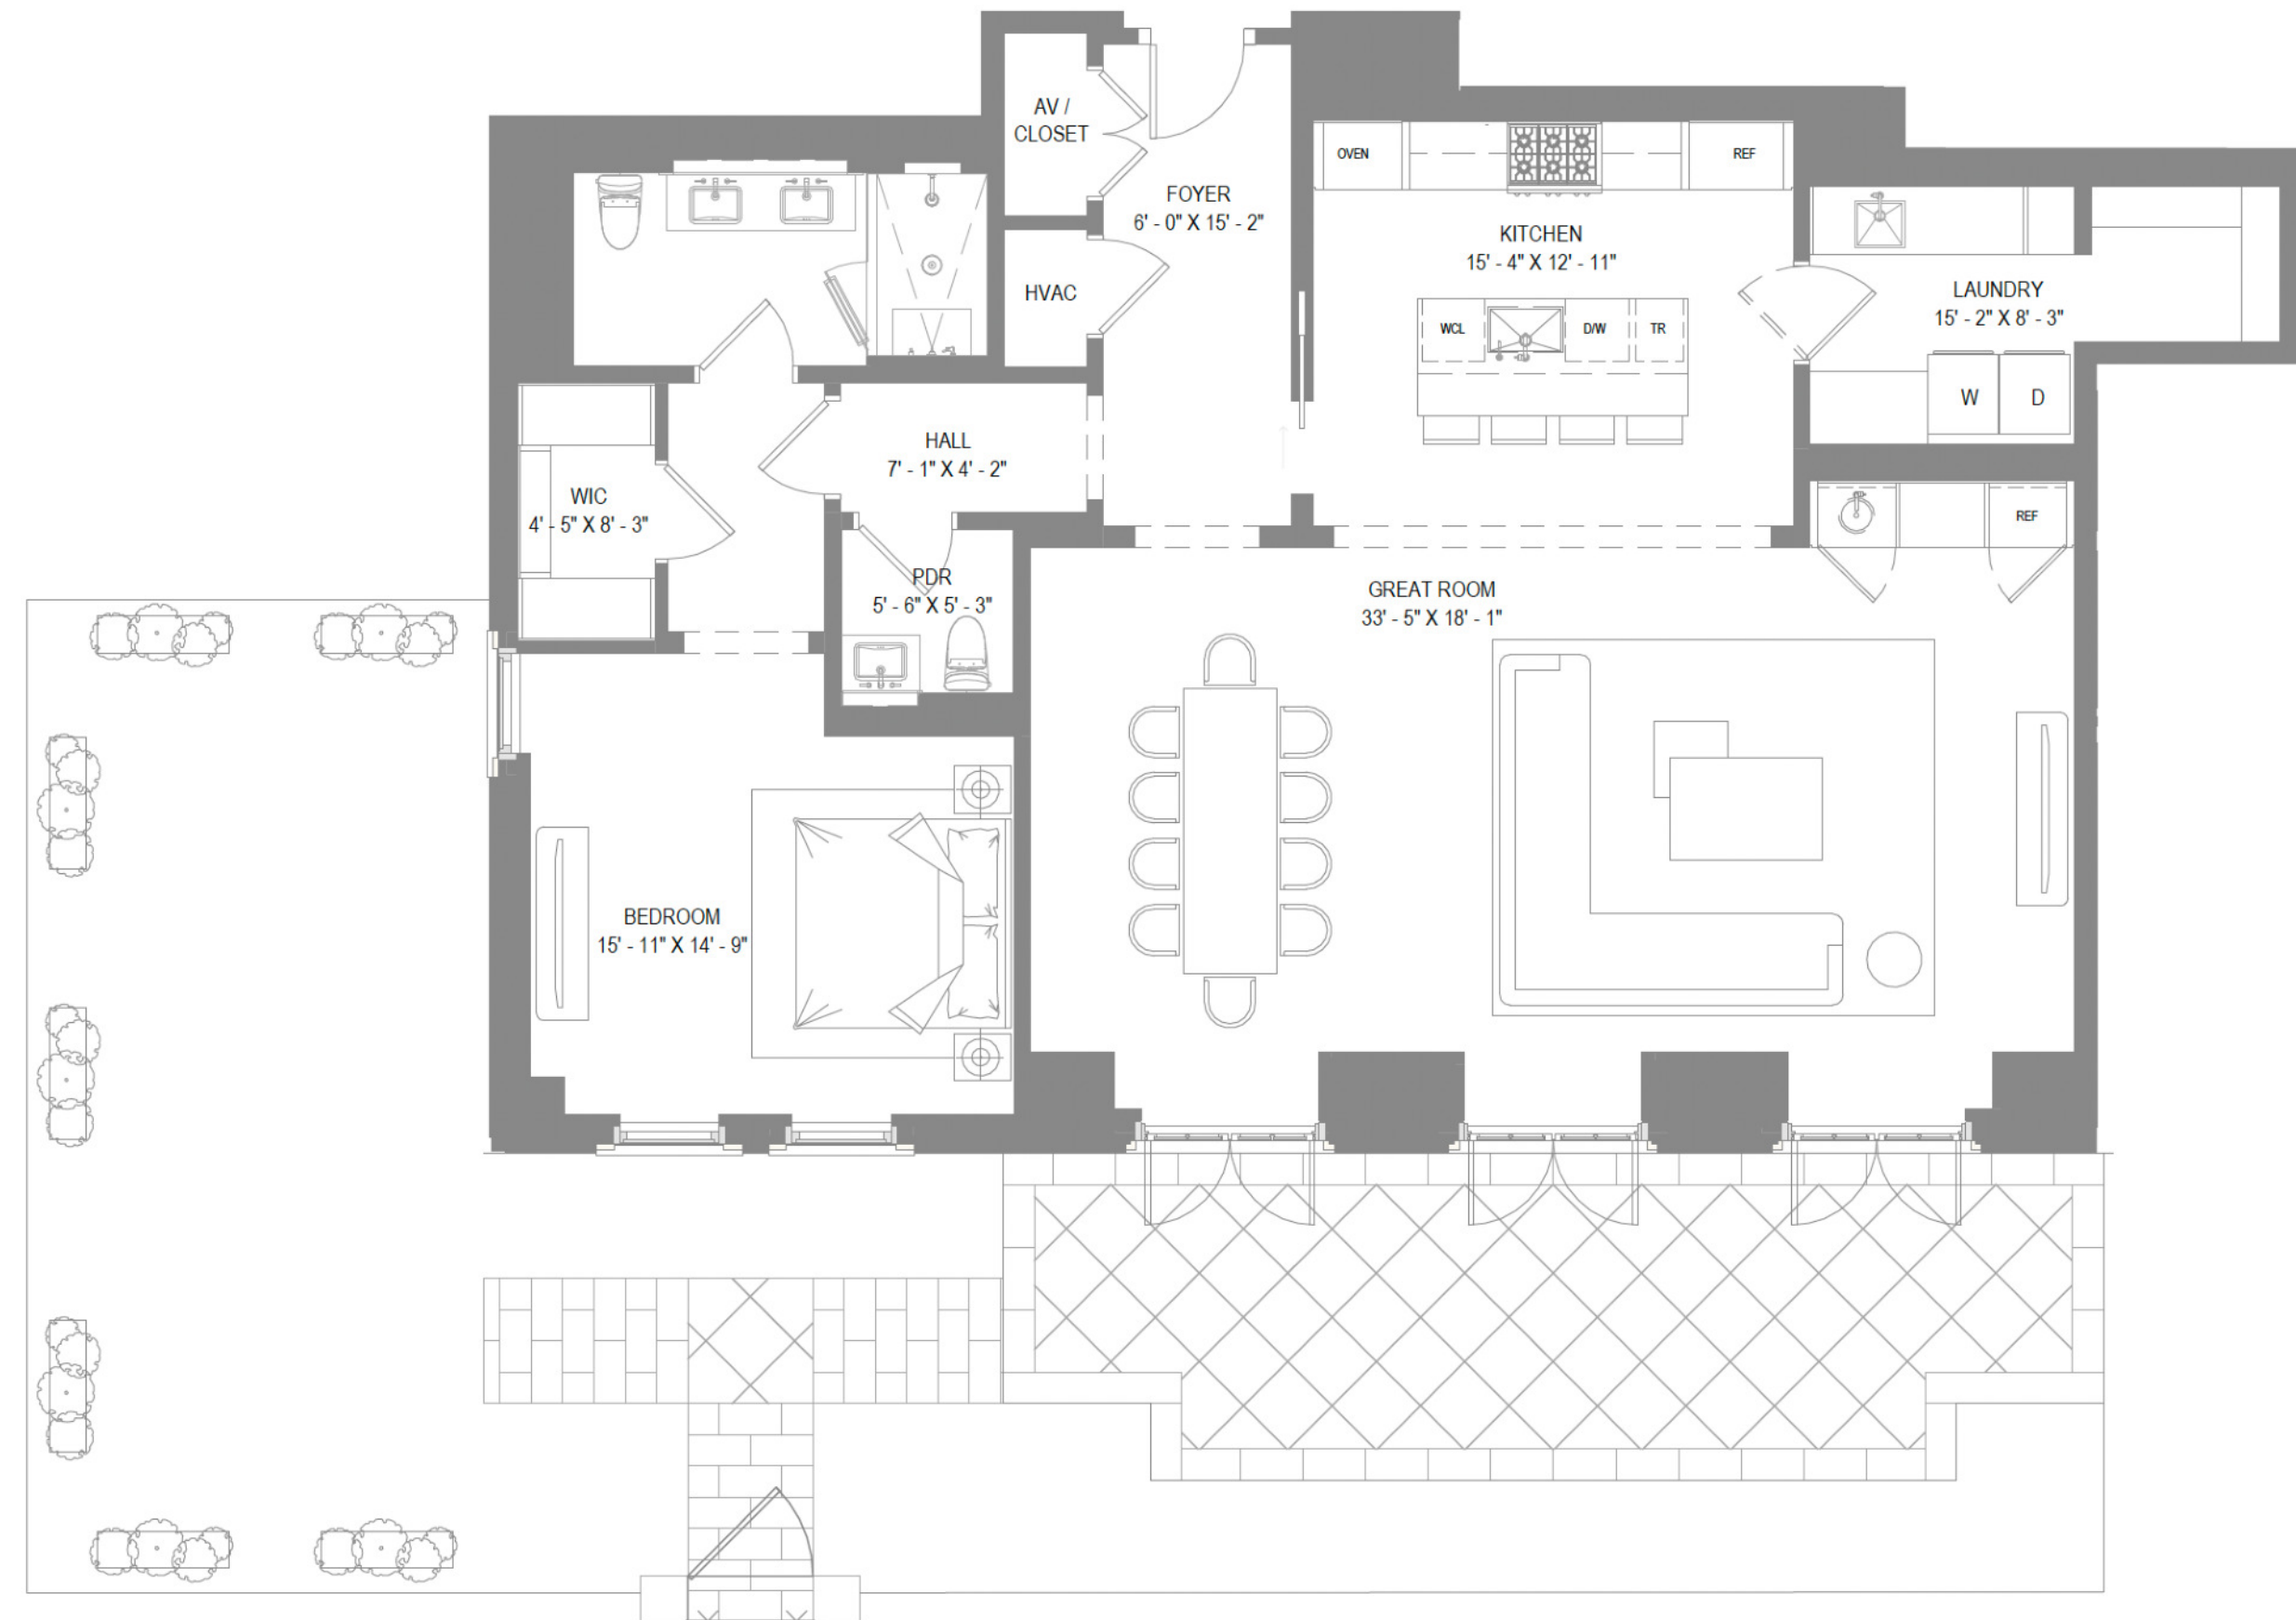 AV /
CLOSET
FOYER
6' - 0" X 15' - 2"
HVAC
OVEN
REF
KITCHEN
15' - 4" X 12' - 11"
WCL
D/W
TR
LAUNDRY
15' - 2" X 8' - 3"
W
D
HALL
7' - 1" X 4' - 2"
WIC
4' - 5" X 8' - 3"
REF
PDR
5' - 6" X 5' - 3"
GREAT ROOM
33' - 5" X 18' - 1"
BEDROOM
15' - 11" X 14' - 9"